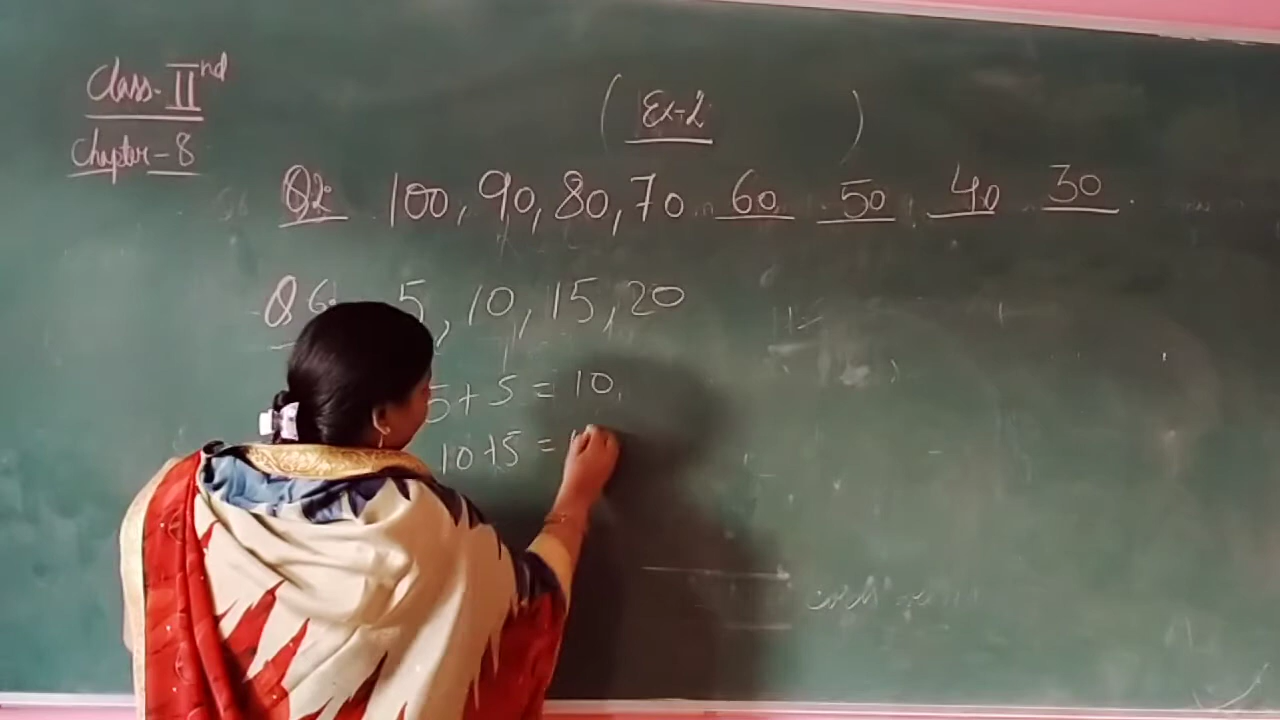 Class-IInd
Chapter-8
(Ex-2)
Q2: 100, 90, 80, 70, 60, 50, 40, 30.
Q6: 5, 10, 15, 20
5+5=10,
10+5=1